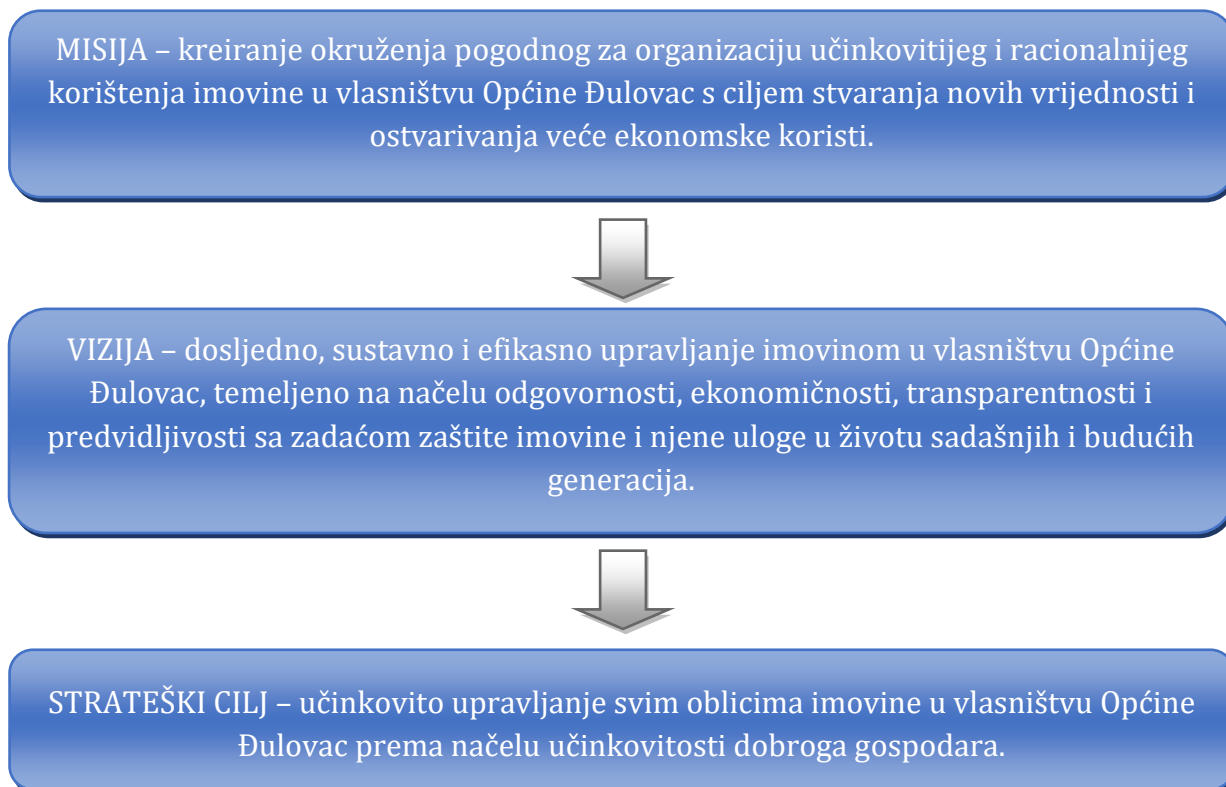 MISIJA – kreiranje okruženja pogodnog za organizaciju učinkovitijeg i racionalnijeg
korištenja imovine u vlasništvu Općine Đulovac s ciljem stvaranja novih vrijednosti i
ostvarivanja veće ekonomske koristi.
VIZIJA – dosljedno, sustavno i efikasno upravljanje imovinom u vlasništvu Općine
Đulovac, temeljeno na načelu odgovornosti, ekonomičnosti, transparentnosti i
predvidljivosti sa zadaćom zaštite imovine i njene uloge u životu sadašnjih i budućih
generacija.
STRATEŠKI CILJ – učinkovito upravljanje svim oblicima imovine u vlasništvu Općine
Đulovac prema načelu učinkovitosti dobroga gospodara.